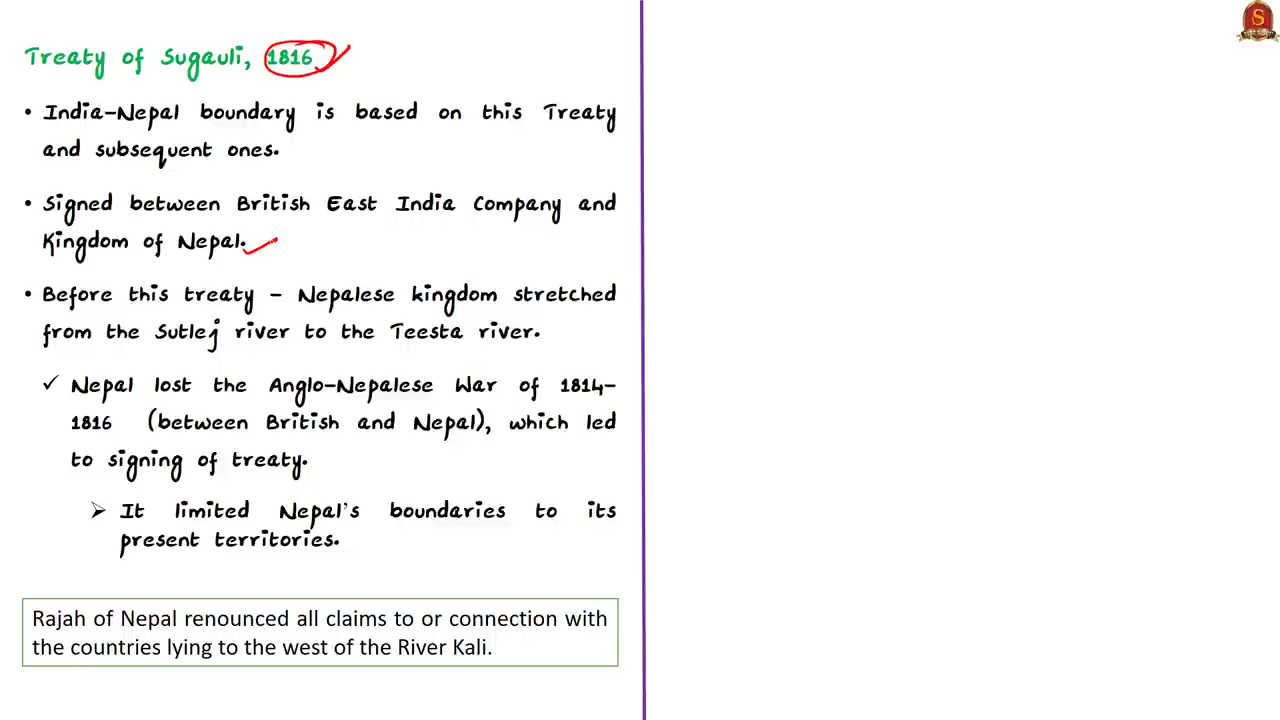 Treaty of Sugauli, 1816
• India-Nepal boundary is based on this Treaty
and subsequent ones.
• Signed between British East India Company and
Kingdom of Nepal.
• Before this treaty - Nepalese kingdom stretched
from the Sutlej river to the Teesta river.
✓ Nepal lost the Anglo-Nepalese War of 1814-
1816 (between British and Nepal), which led
to signing of treaty.
➢ It limited Nepal's boundaries to its
present territories.
Rajah of Nepal renounced all claims to or connection with
the countries lying to the west of the River Kali.
S